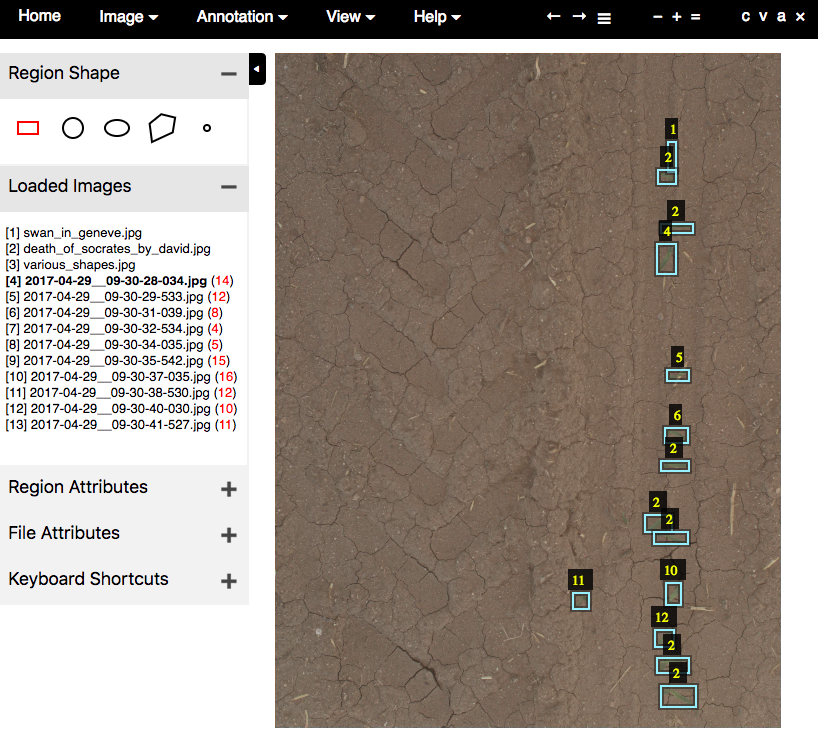 Home Image Annotation View Help ← → ☰ − + = c v a ×
Region Shape −
Loaded Images −
[1] swan_in_geneve.jpg
[2] death_of_socrates_by_david.jpg
[3] various_shapes.jpg
[4] 2017-04-29__09-30-28-034.jpg (14)
[5] 2017-04-29__09-30-29-533.jpg (12)
[6] 2017-04-29__09-30-31-039.jpg (8)
[7] 2017-04-29__09-30-32-534.jpg (4)
[8] 2017-04-29__09-30-34-035.jpg (5)
[9] 2017-04-29__09-30-35-542.jpg (15)
[10] 2017-04-29__09-30-37-035.jpg (16)
[11] 2017-04-29__09-30-38-530.jpg (12)
[12] 2017-04-29__09-30-40-030.jpg (10)
[13] 2017-04-29__09-30-41-527.jpg (11)
Region Attributes +
File Attributes +
Keyboard Shortcuts +
1
2
2
4
5
6
2
2
2
10
11
12
2
2